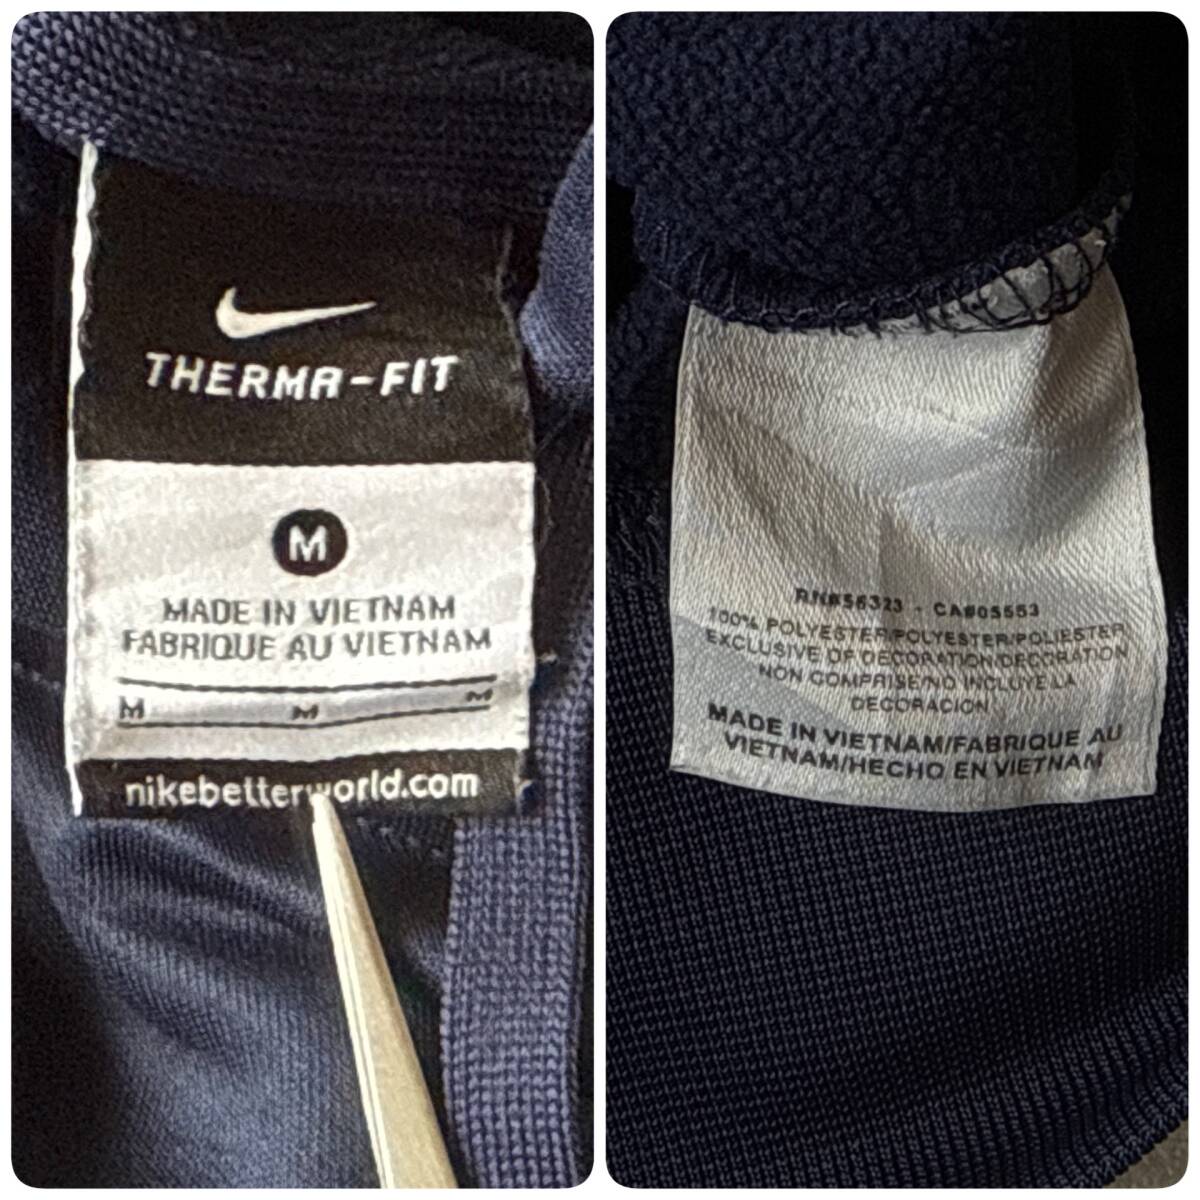 THERMA-FIT
M
MADE IN VIETNAM
FABRIQUE AU VIETNAM
M M M
nikebetterworld.com
RN#56323 - CA#05553
100% POLYESTER/POLYESTER/POLIESTER
EXCLUSIVE OF DECORATION/DECORATION
NON COMPRISE/NO INCLUYE LA
DECORACION
MADE IN VIETNAM/FABRIQUE AU
VIETNAM/HECHO EN VIETNAM